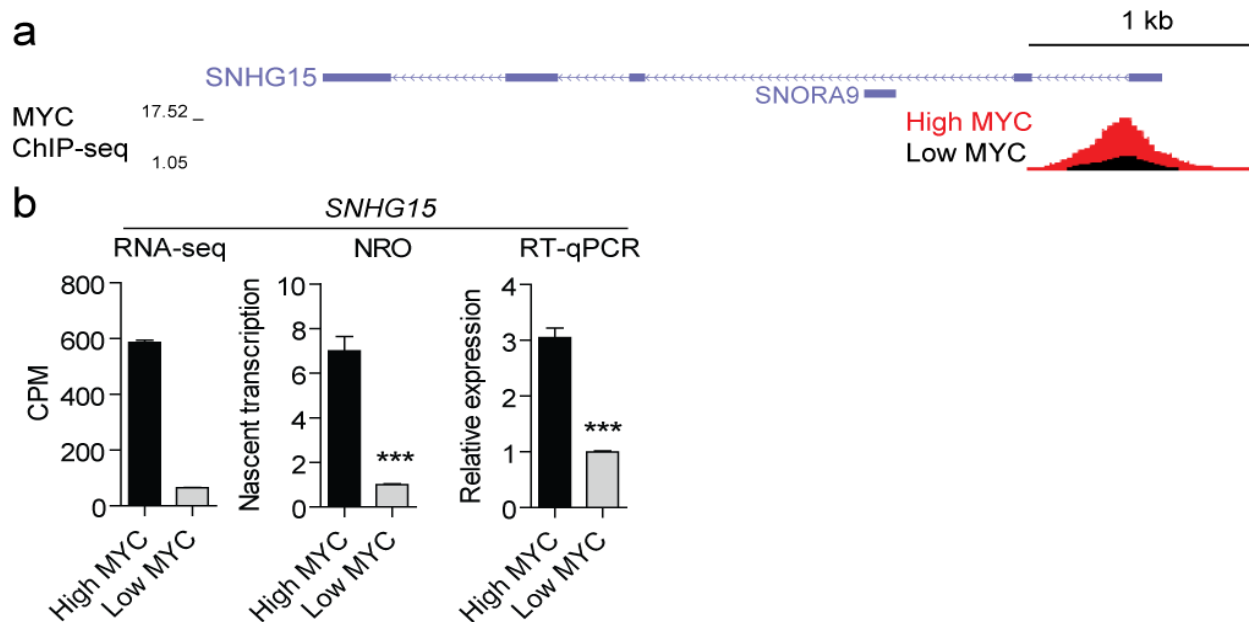 a
1 kb
SNHG15
SNORA9
MYC
ChIP-seq
17.52
1.05
High MYC
Low MYC
b
SNHG15
RNA-seq
NRO
RT-qPCR
CPM
800
600
400
200
0
High MYC
Low MYC
Nascent transcription
10
8
6
4
2
0
***
High MYC
Low MYC
Relative expression
4
3
2
1
0
***
High MYC
Low MYC